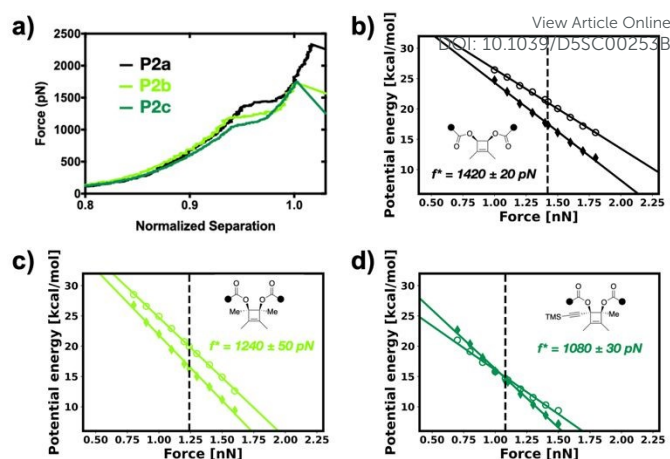 View Article Online
DOI: 10.1039/D5SC00253B
a)
Force (pN)
2500
2000
1500
1000
500
0
P2a
P2b
P2c
0.8 0.9 1.0
Normalized Separation
b)
Potential energy [kcal/mol]
30
25
20
15
10
O O
O O
f* = 1420 ± 20 pN
0.50 0.75 1.00 1.25 1.50 1.75 2.00 2.25
Force [nN]
c)
Potential energy [kcal/mol]
30
25
20
15
10
O O
O O
Me Me
f* = 1240 ± 50 pN
0.50 0.75 1.00 1.25 1.50 1.75 2.00 2.25
Force [nN]
d)
Potential energy [kcal/mol]
30
25
20
15
10
O O
O O
Me
TMS
f* = 1080 ± 30 pN
0.50 0.75 1.00 1.25 1.50 1.75 2.00 2.25
Force [nN]